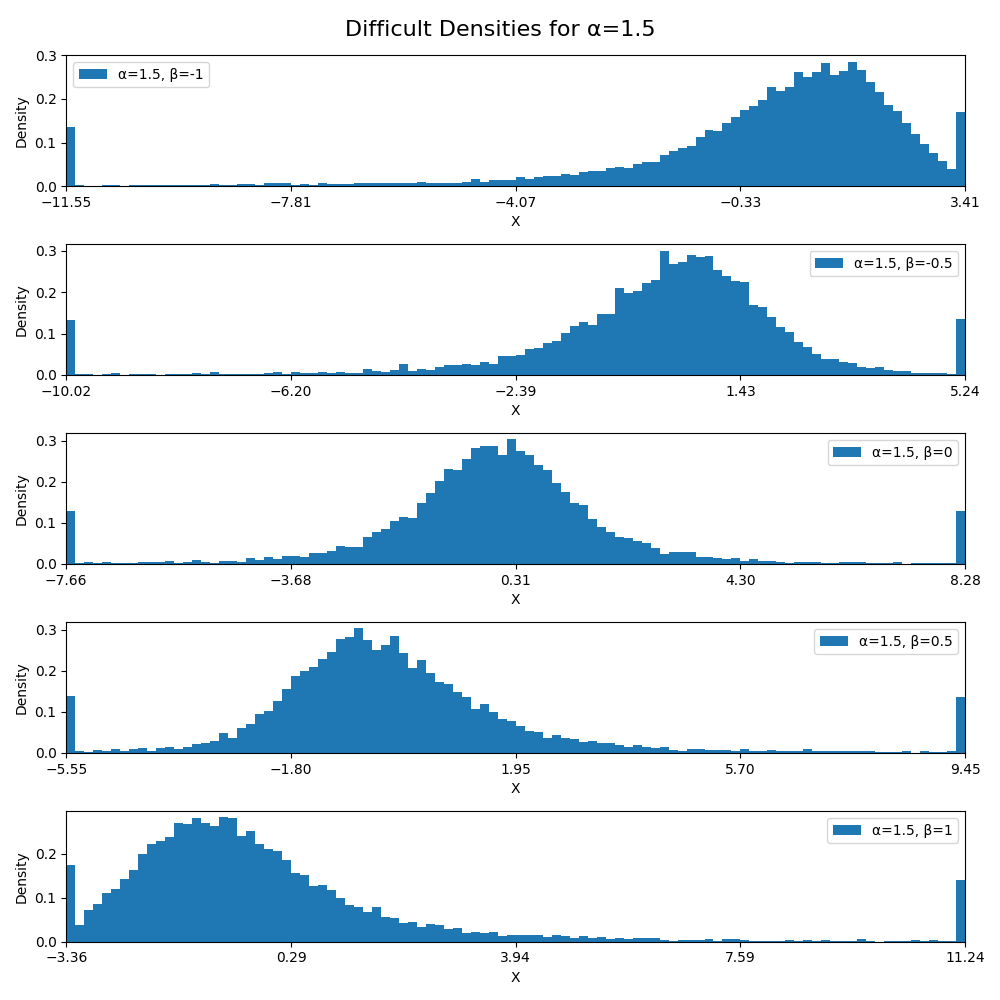 Difficult Densities for α=1.5
0.3
0.2
0.1
0.0
Density
α=1.5, β=-1
−11.55
−7.81
−4.07
−0.33
3.41
X
0.3
0.2
0.1
0.0
Density
α=1.5, β=-0.5
−10.02
−6.20
−2.39
1.43
5.24
X
0.3
0.2
0.1
0.0
Density
α=1.5, β=0
−7.66
−3.68
0.31
4.30
8.28
X
0.3
0.2
0.1
0.0
Density
α=1.5, β=0.5
−5.55
−1.80
1.95
5.70
9.45
X
0.2
0.1
0.0
Density
α=1.5, β=1
−3.36
0.29
3.94
7.59
11.24
X